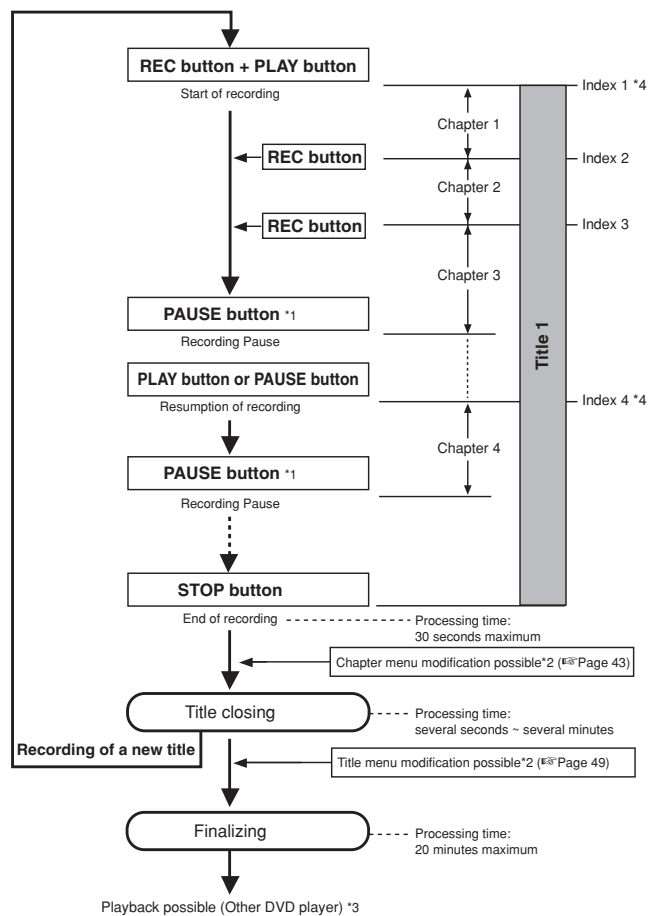 REC button + PLAY button
Start of recording
Index 1 *4
Chapter 1
REC button
Index 2
Chapter 2
REC button
Index 3
Chapter 3
PAUSE button *1
Recording Pause
Title 1
PLAY button or PAUSE button
Resumption of recording
Index 4 *4
Chapter 4
PAUSE button *1
Recording Pause
STOP button
End of recording
Processing time:
30 seconds maximum
Chapter menu modification possible*2 (☞Page 43)
Title closing
Processing time:
several seconds ~ several minutes
Recording of a new title
Title menu modification possible*2 (☞Page 49)
Finalizing
Processing time:
20 minutes maximum
Playback possible (Other DVD player) *3